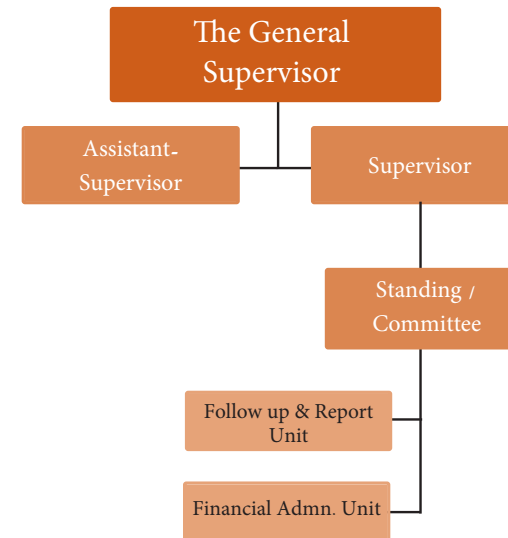 The General
Supervisor
Assistant-
Supervisor
Supervisor
Standing /
Committee
Follow up & Report
Unit
Financial Admn. Unit